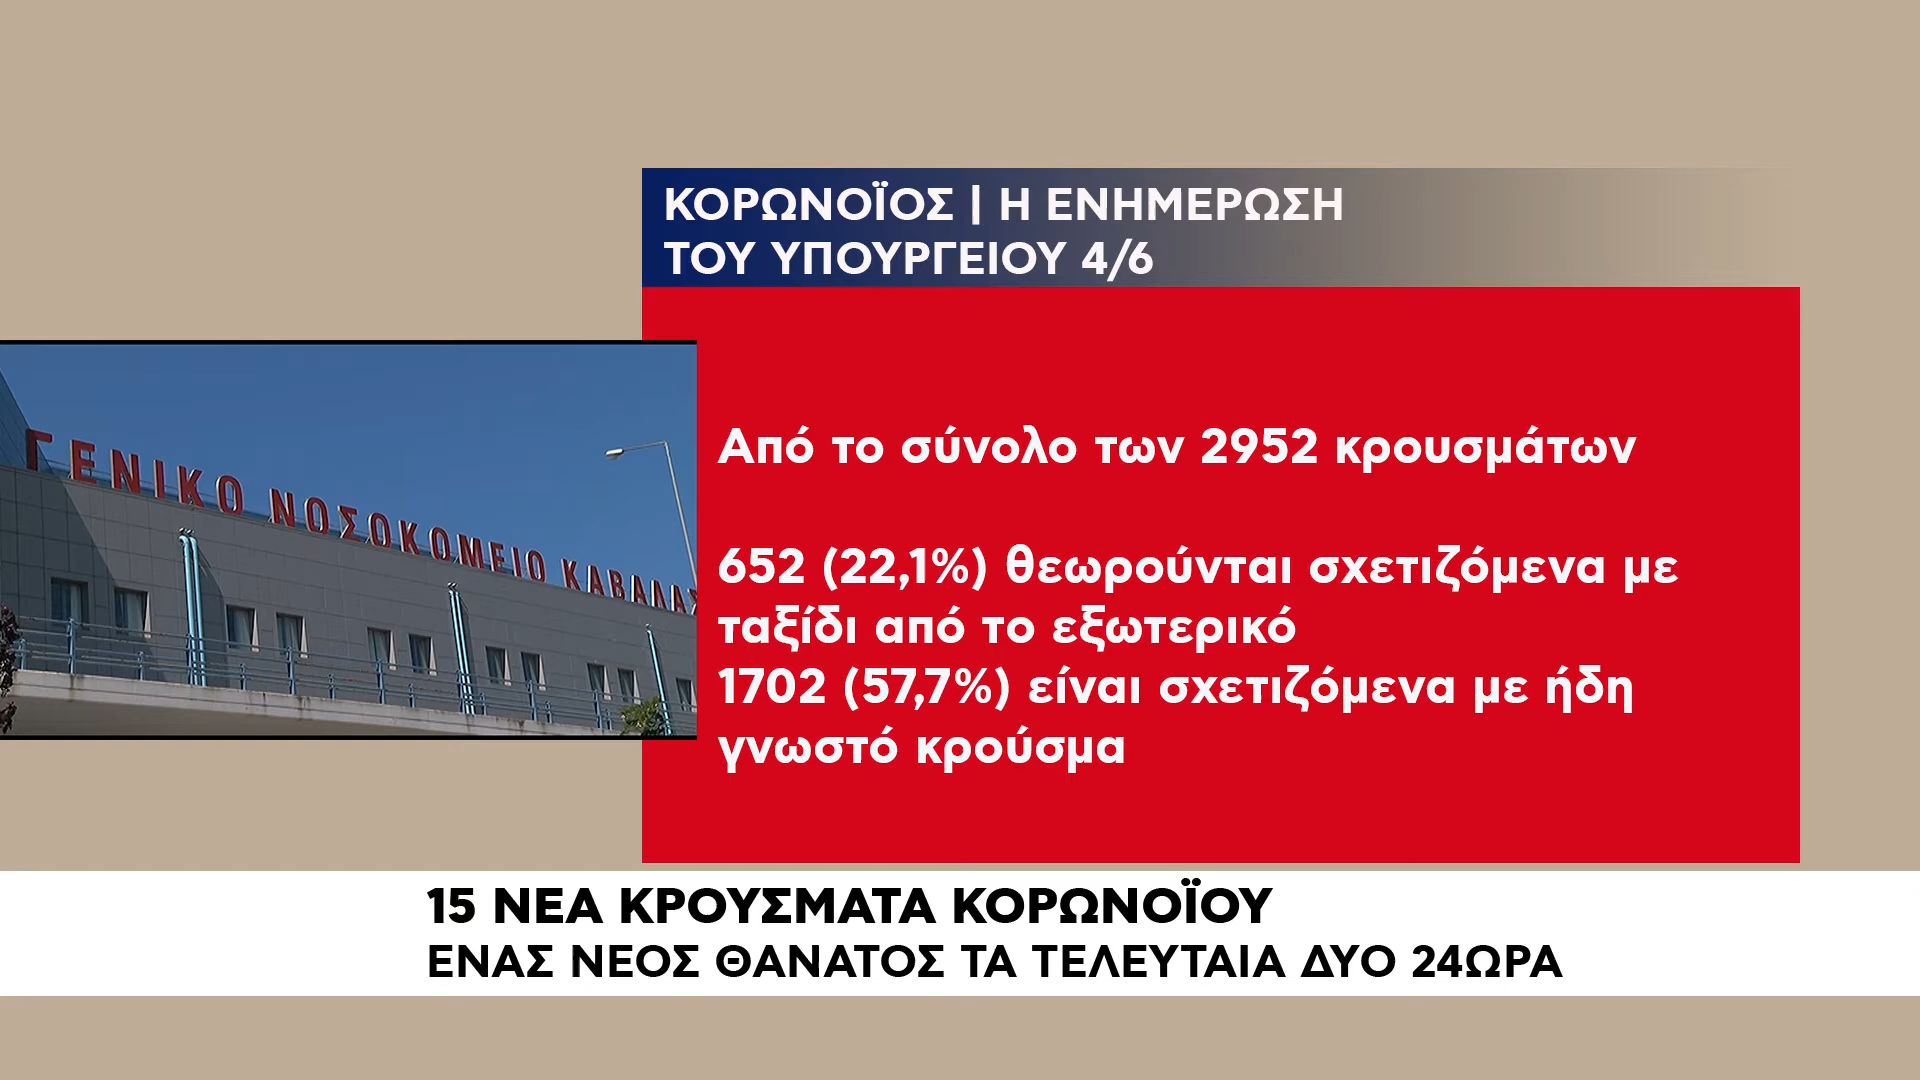 ΚΟΡΩΝΟΪΟΣ | Η ΕΝΗΜΕΡΩΣΗ
ΤΟΥ ΥΠΟΥΡΓΕΙΟΥ 4/6
ΓΕΝΙΚΟ ΝΟΣΟΚΟΜΕΙΟ ΚΑΒΑΛΑΣ
Από το σύνολο των 2952 κρουσμάτων
652 (22,1%) θεωρούνται σχετιζόμενα με
ταξίδι από το εξωτερικό
1702 (57,7%) είναι σχετιζόμενα με ήδη
γνωστό κρούσμα
15 ΝΕΑ ΚΡΟΥΣΜΑΤΑ ΚΟΡΩΝΟΪΟΥ
ΕΝΑΣ ΝΕΟΣ ΘΑΝΑΤΟΣ ΤΑ ΤΕΛΕΥΤΑΙΑ ΔΥΟ 24ΩΡΑ